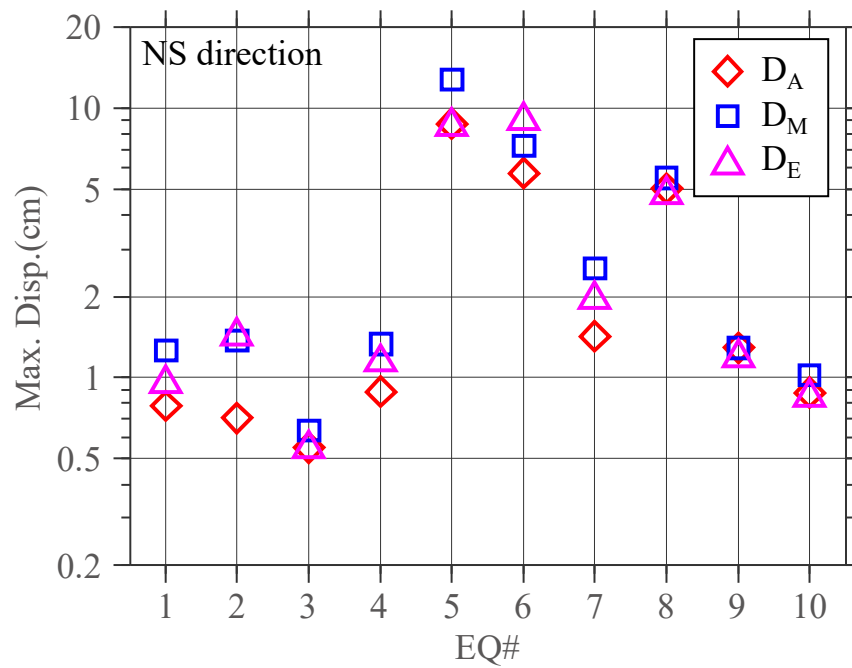 NS direction
D_A
D_M
D_E
20
10
5
2
1
0.5
0.2
Max. Disp.(cm)
1 2 3 4 5 6 7 8 9 10
EQ#